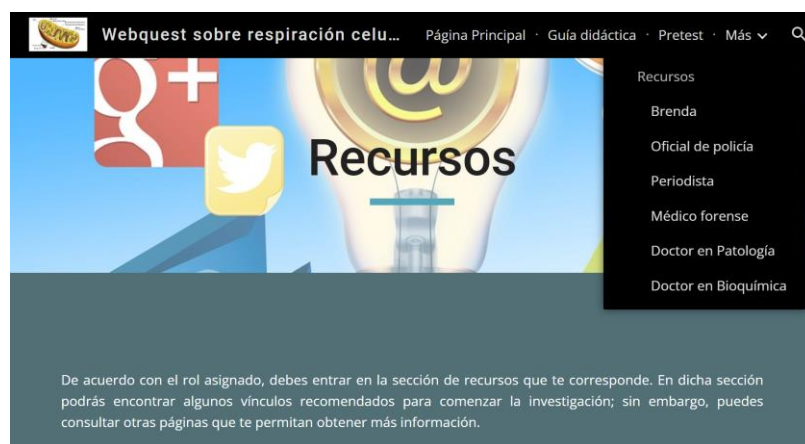 Webquest sobre respiración celu...
Página Principal · Guía didáctica · Pretest · Más
Recursos
Brenda
Oficial de policía
Periodista
Médico forense
Doctor en Patología
Doctor en Bioquímica
g+
@
Recursos
De acuerdo con el rol asignado, debes entrar en la sección de recursos que te corresponde. En dicha sección
podrás encontrar algunos vínculos recomendados para comenzar la investigación; sin embargo, puedes
consultar otras páginas que te permitan obtener más información.